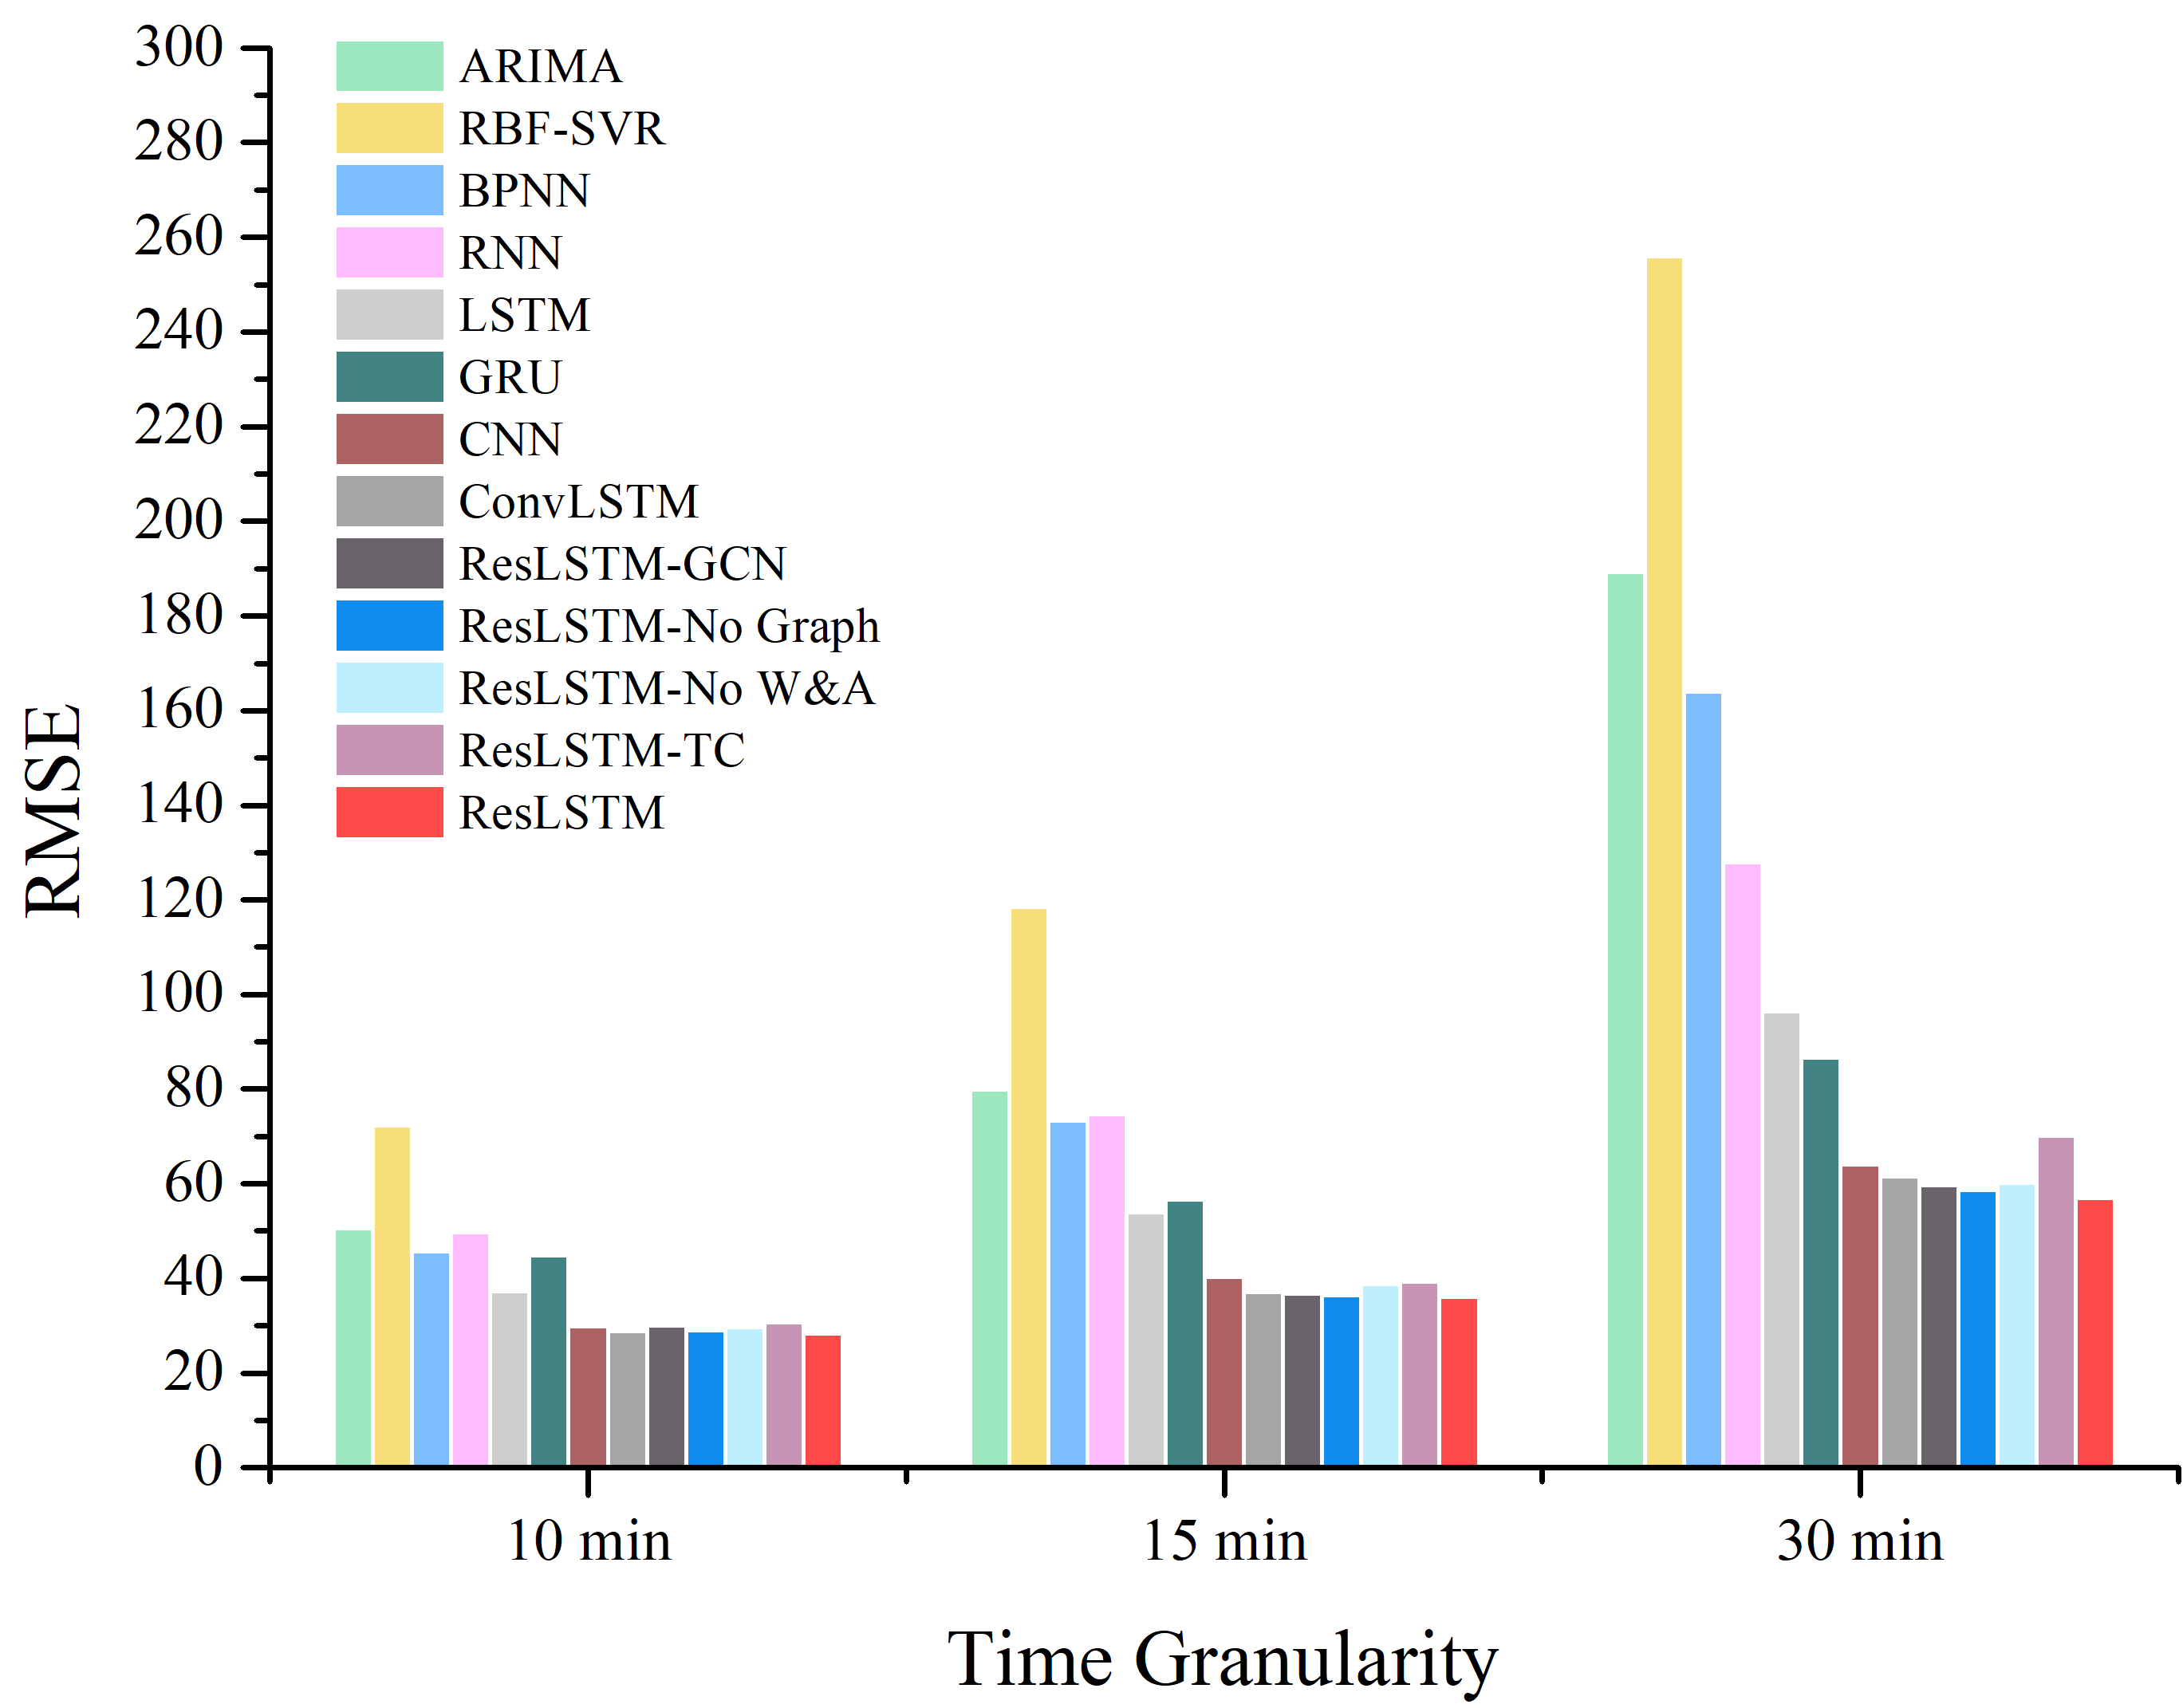 300
280
260
240
220
200
180
160
140
120
100
80
60
40
20
0
RMSE
ARIMA
RBF-SVR
BPNN
RNN
LSTM
GRU
CNN
ConvLSTM
ResLSTM-GCN
ResLSTM-No Graph
ResLSTM-No W&A
ResLSTM-TC
ResLSTM
10 min 15 min 30 min
Time Granularity